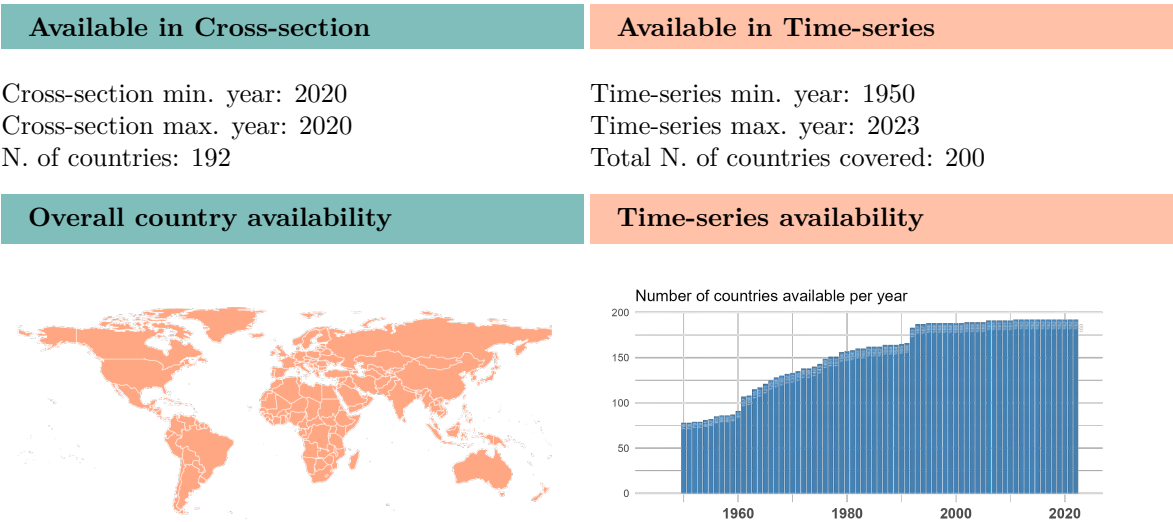 Available in Cross-section
Cross-section min. year: 2020
Cross-section max. year: 2020
N. of countries: 192
Available in Time-series
Time-series min. year: 1950
Time-series max. year: 2023
Total N. of countries covered: 200
Overall country availability
Time-series availability
Number of countries available per year
200
150
100
50
0
1960 1980 2000 2020